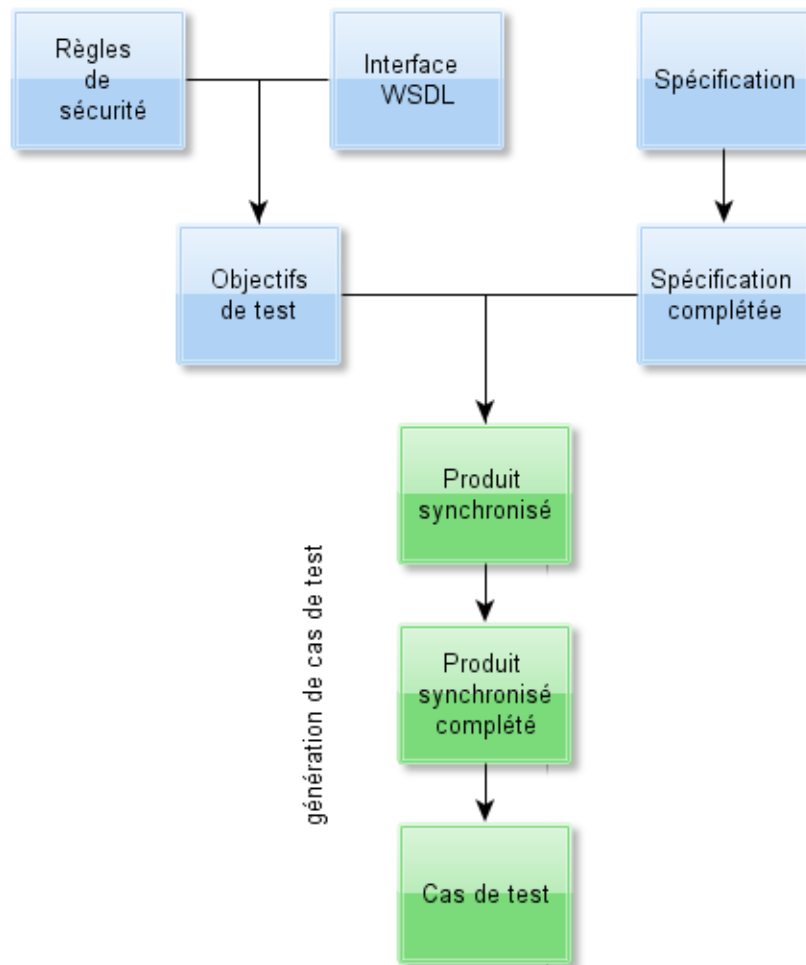 Règles
de
sécurité
Interface
WSDL
Spécification
Objectifs
de test
Spécification
complétée
Produit
synchronisé
génération de cas de test
Produit
synchronisé
complété
Cas de test